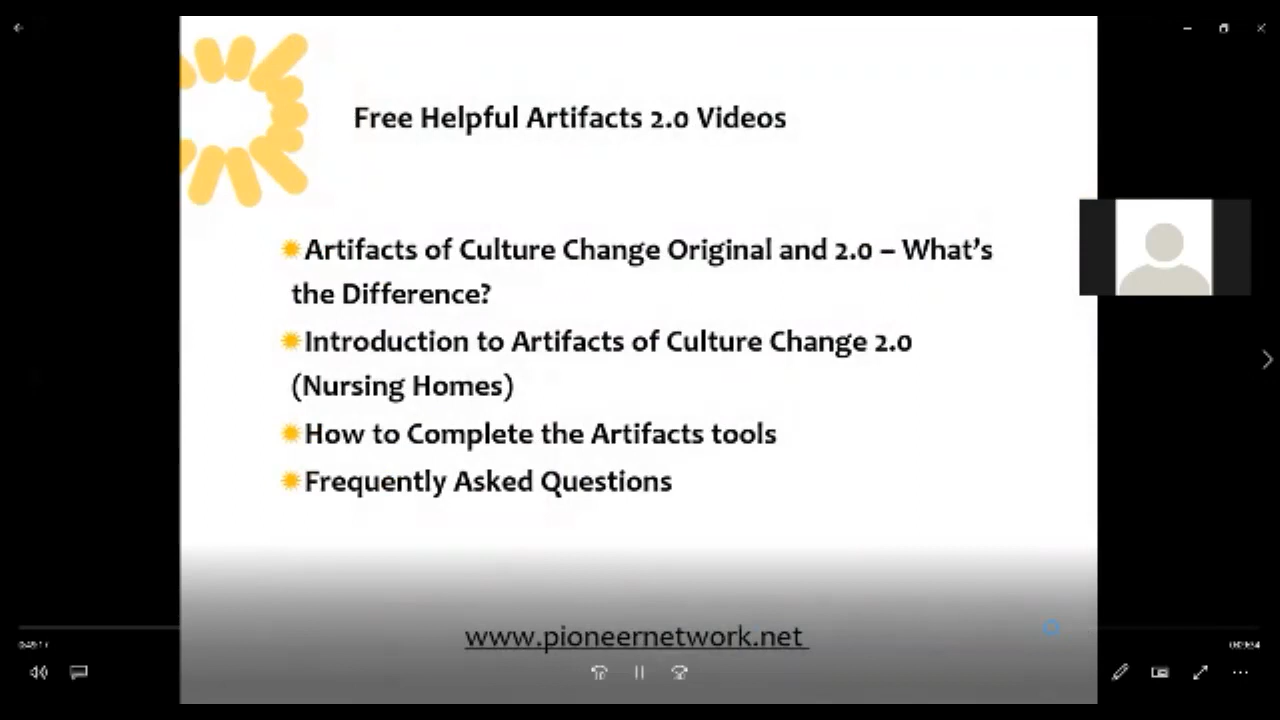 Free Helpful Artifacts 2.0 Videos
Artifacts of Culture Change Original and 2.0 – What’s
the Difference?
Introduction to Artifacts of Culture Change 2.0
(Nursing Homes)
How to Complete the Artifacts tools
Frequently Asked Questions
www.pioneernetwork.net